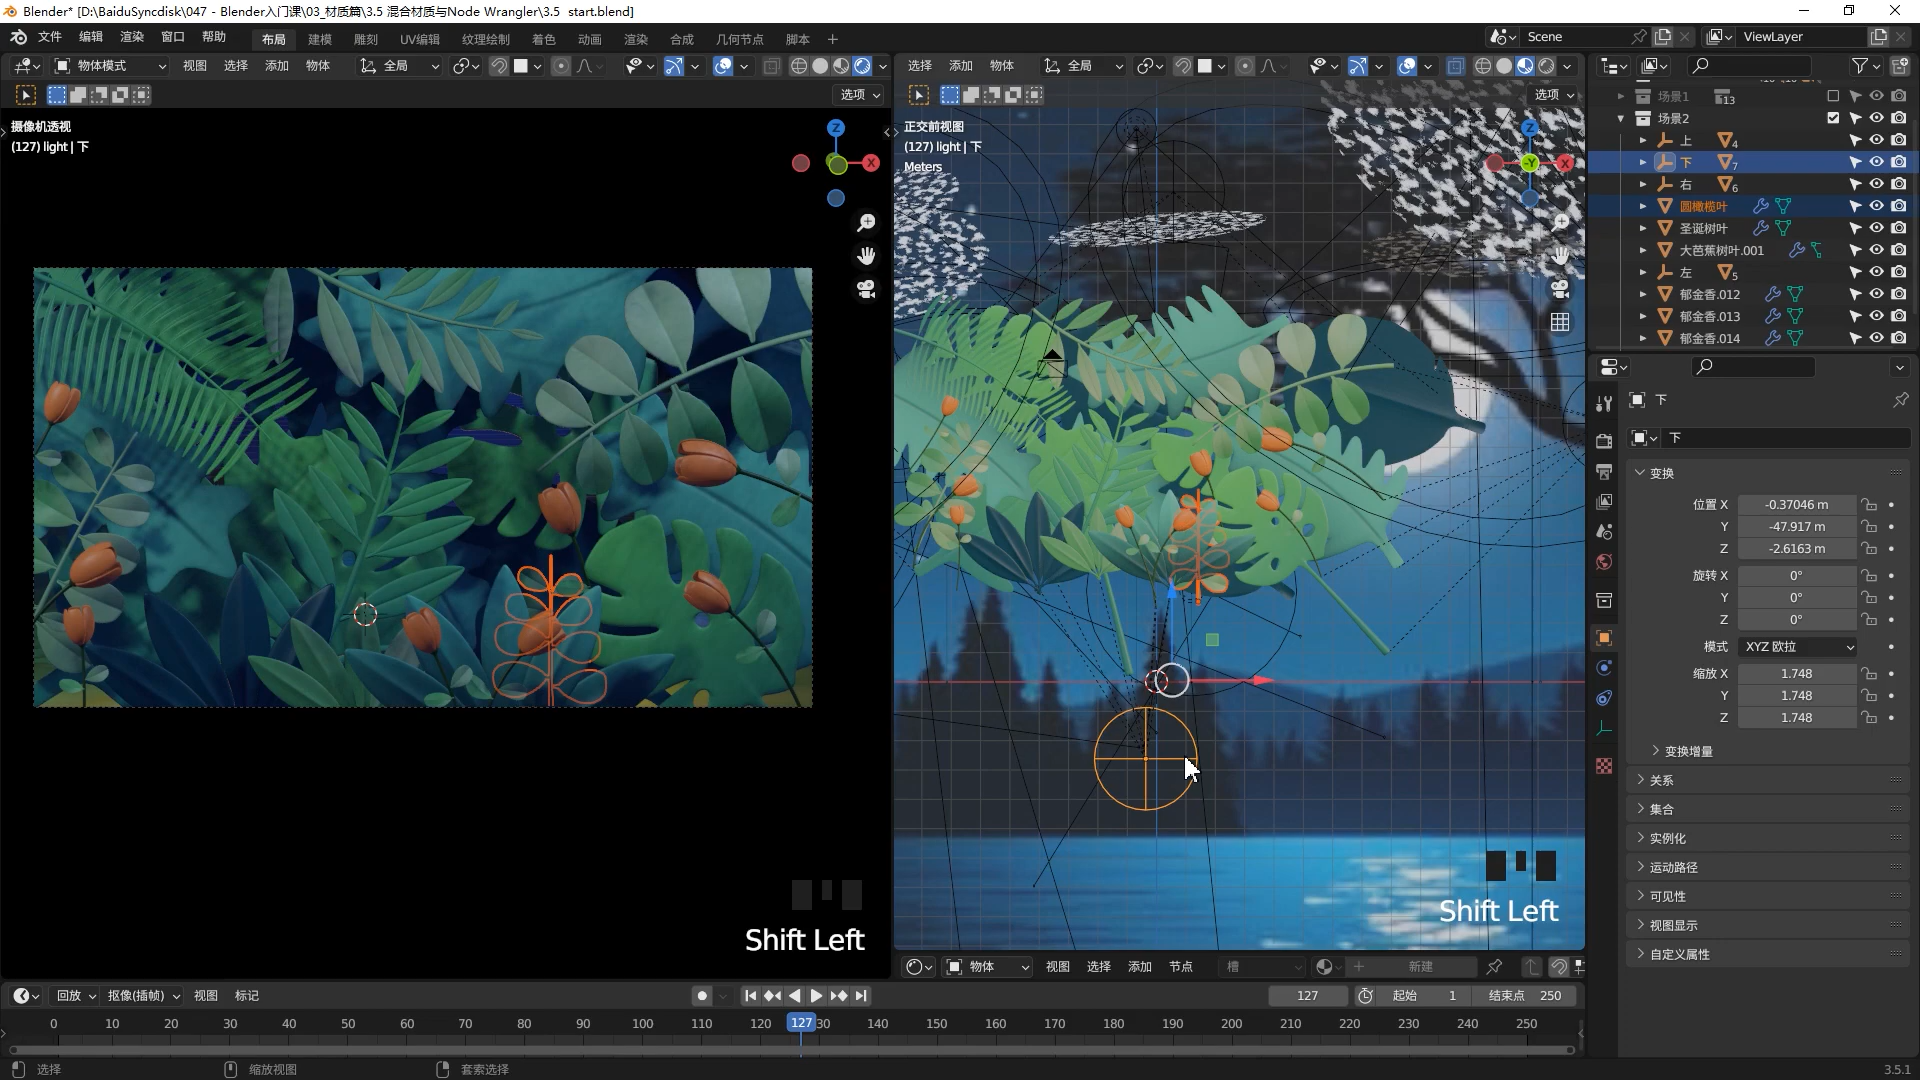 Blender* [D:\BaiduSyncdisk\047 - Blender入门课\03_材质篇\3.5 混合材质与Node Wrangler\3.5  start.blend]
文件 编辑 渲染 窗口 帮助 布局 建模 雕刻 UV编辑 纹理绘制 着色 动画 渲染 合成 几何节点 脚本 + Scene ViewLayer
物体模式 视图 选择 添加 物体 全局
选择 添加 物体 全局
选项
选项
摄像机透视
(127) light | 下
Z
X
正交前视图
(127) light | 下
Meters
Z
-Y
X
场景1 13
场景2
上 4
下 7
右 6
圆橄榄叶
圣诞树叶
大芭蕉树叶.001
左 5
郁金香.012
郁金香.013
郁金香.014
下
下
变换
位置 X -0.37046 m
Y -47.917 m
Z -2.6163 m
旋转 X 0°
Y 0°
Z 0°
模式 XYZ 欧拉
缩放 X 1.748
Y 1.748
Z 1.748
变换增量
关系
集合
实例化
运动路径
可见性
视图显示
自定义属性
Shift Left
Shift Left
物体 视图 选择 添加 节点 槽 新建
回放 抠像(插帧) 视图 标记 127 起始 1 结束点 250
0 10 20 30 40 50 60 70 80 90 100 110 120 127 30 140 150 160 170 180 190 200 210 220 230 240 250
选择 缩放视图 套索选择 3.5.1